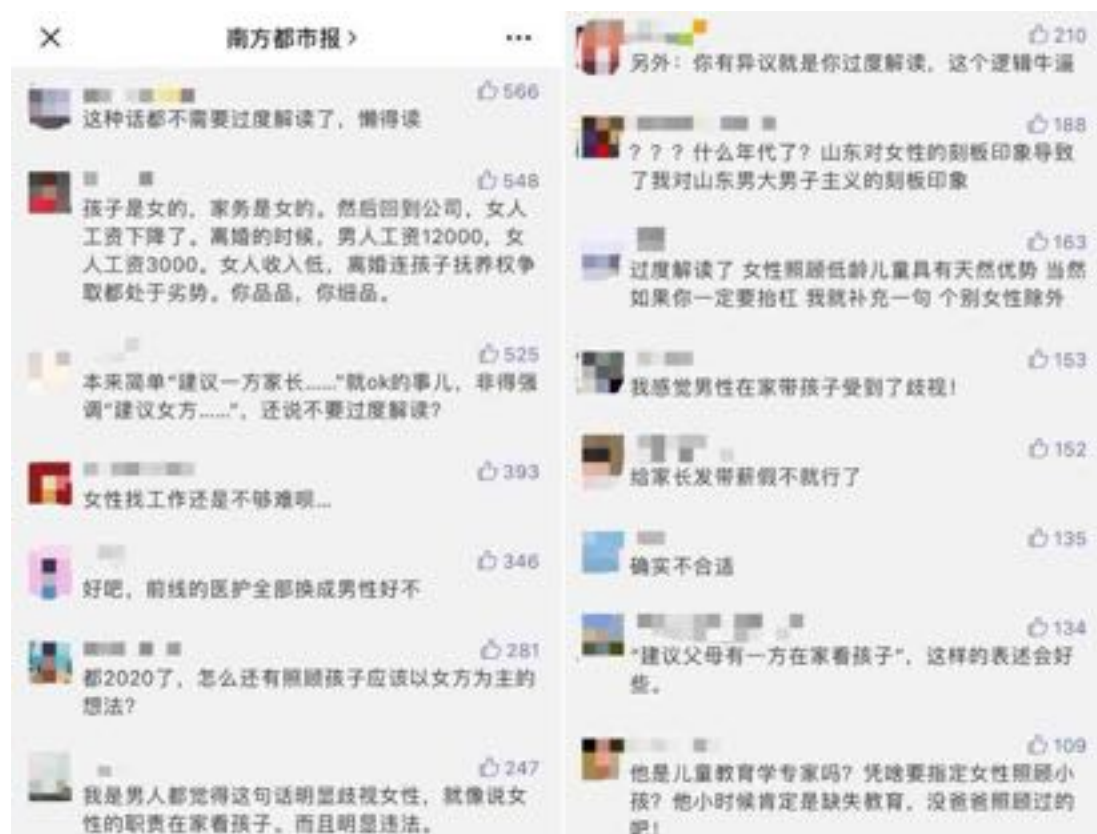 南方都市报
566
这种话都不需要过度解读了，懒得读
548
孩子是女的，家务是女的。然后回到公司，女人
工资下降了。离婚的时候，男人工资12000，女
人工资3000。女人收入低，离婚连孩子抚养权争
取都处于劣势。你品品，你细品。
525
本来简单“建议一方家长......”就ok的事儿，非得强
调“建议女方......”，还说不要过度解读？
393
女性找工作还是不够难呗...
346
好吧，前线的医护全部换成男性好不
281
都2020了，怎么还有照顾孩子应该以女方为主的
想法？
247
我是男人都觉得这句话明显歧视女性，就像说女
性的职责在家看孩子。而且明显违法。
210
另外：你有异议就是你过度解读，这个逻辑牛逼
188
？？？什么年代了？山东对女性的刻板印象导致
了我对山东男大男子主义的刻板印象
163
过度解读了 女性照顾低龄儿童具有天然优势 当然
如果你一定要抬杠 我就补充一句 个别女性除外
153
我感觉男性在家带孩子受到了歧视！
152
给家长发带薪假不就行了
135
确实不合适
134
“建议父母有一方在家看孩子”，这样的表述会好
些。
109
他是儿童教育学专家吗？凭啥要指定女性照顾小
孩？他小时候肯定是缺失教育，没爸爸照顾过的
吧！